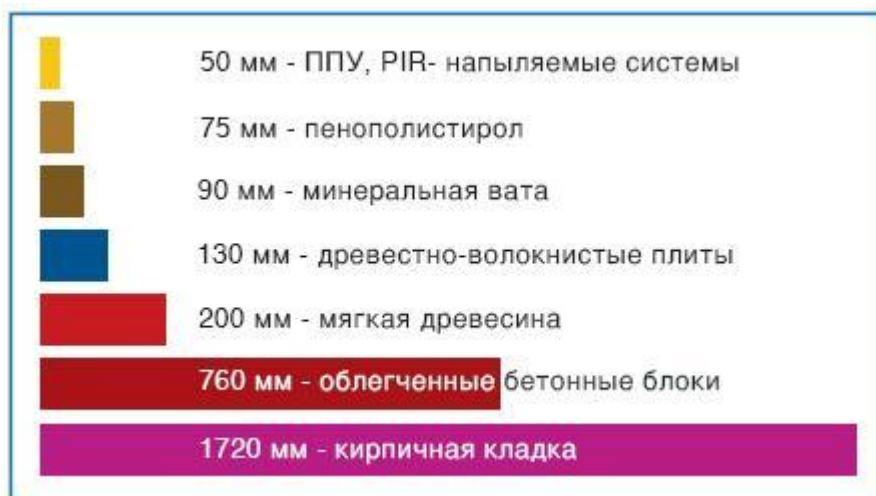 50 мм - ППУ, PIR- напыляемые системы
75 мм - пенополистирол
90 мм - минеральная вата
130 мм - древестно-волокнистые плиты
200 мм - мягкая древесина
760 мм - облегченные бетонные блоки
1720 мм - кирпичная кладка